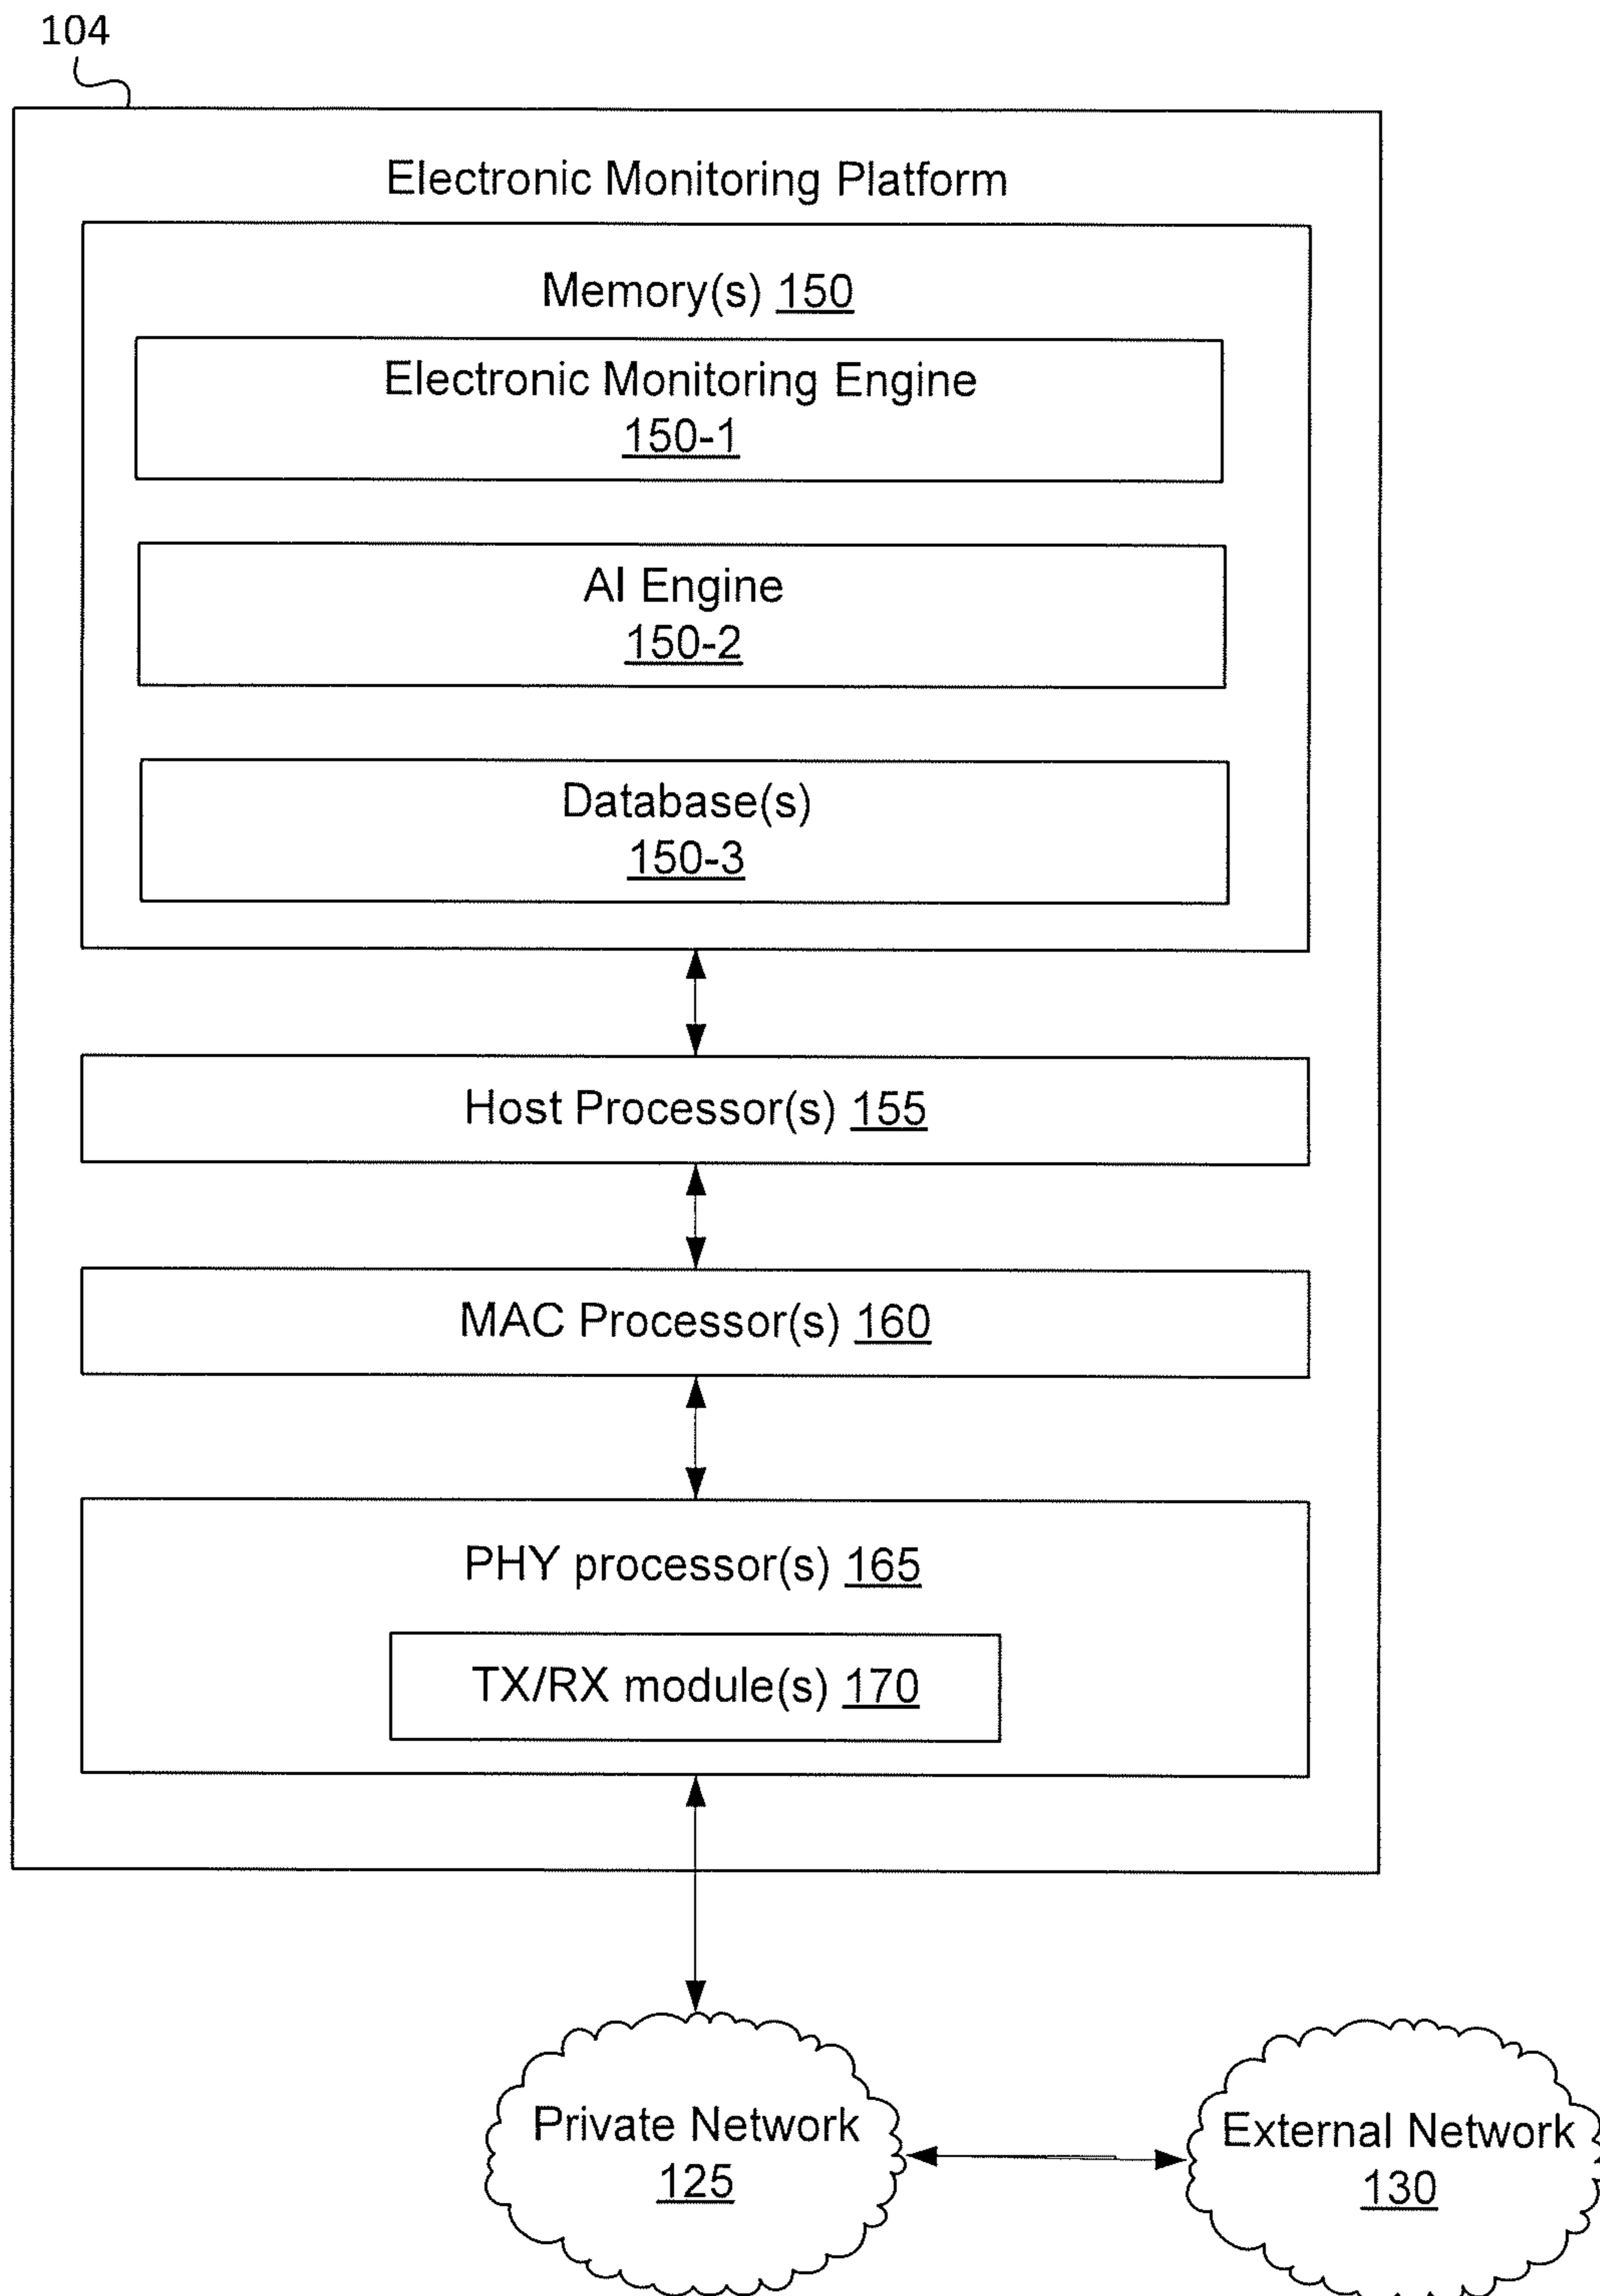 104
Electronic Monitoring Platform
Memory(s) 150
Electronic Monitoring Engine
150-1
AI Engine
150-2
Database(s)
150-3
Host Processor(s) 155
MAC Processor(s) 160
PHY processor(s) 165
TX/RX module(s) 170
Private Network
125
External Network
130